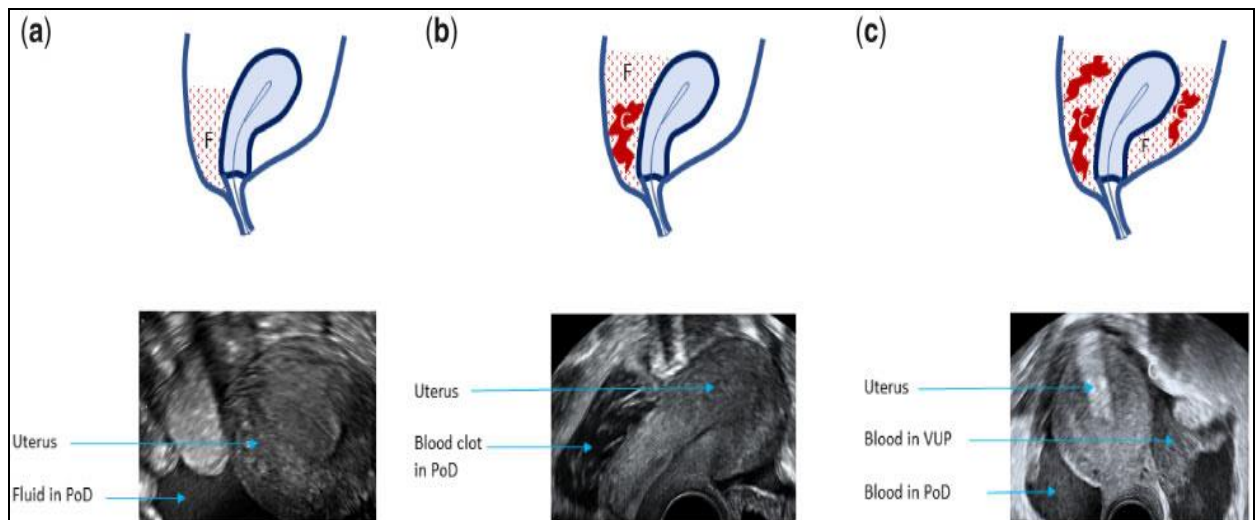 (a)
(b)
(c)
F
F
C
C
C
F
Uterus
Fluid in PoD
Uterus
Blood clot
in PoD
Uterus
Blood in VUP
Blood in PoD